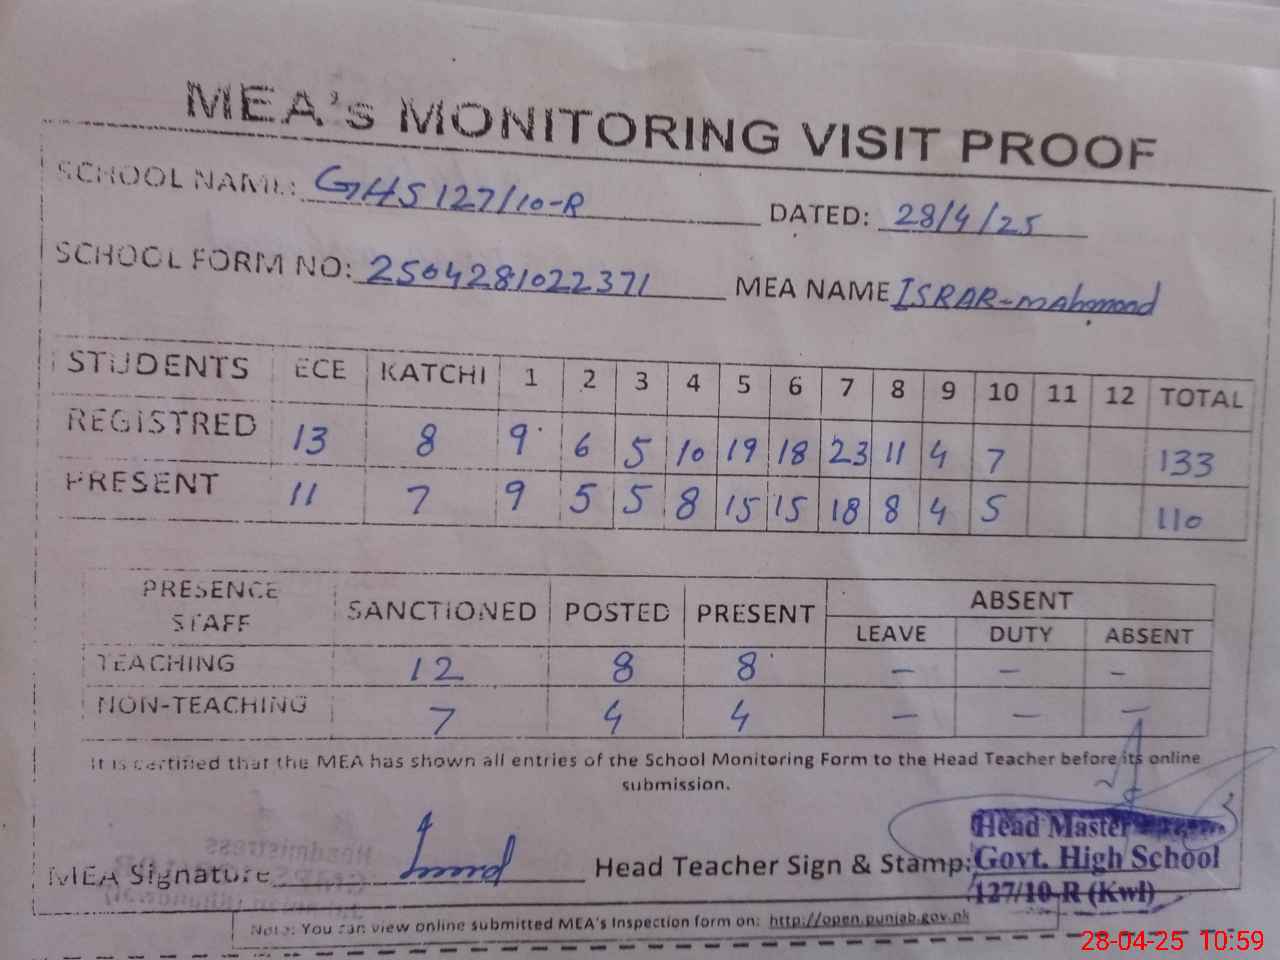 MEA's MONITORING VISIT PROOF
SCHOOL NAME: GHS 127/10-R DATED: 28/4/25
SCHOOL FORM NO: 2504281022371 MEA NAME ISRAR-mahmood
STUDENTS ECE KATCHI 1 2 3 4 5 6 7 8 9 10 11 12 TOTAL
REGISTRED 13 8 9 6 5 10 19 18 23 11 4 7 133
PRESENT 11 7 9 5 5 8 15 15 18 8 4 5 110
PRESENCE STAFF SANCTIONED POSTED PRESENT ABSENT
LEAVE DUTY ABSENT
TEACHING 12 8 8 - - -
NON-TEACHING 7 4 4 - - -
It is certified that the MEA has shown all entries of the School Monitoring Form to the Head Teacher before its online
submission.
MEA Signature Head Teacher Sign & Stamp:
Head Master
Govt. High School
127/10-R (Kwl)
Note: You can view online submitted MEA's Inspection form on: http://open.punjab.gov.pk
28-04-25 10:59